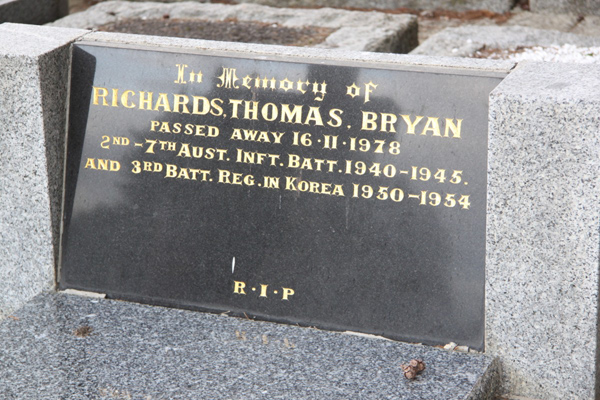 In Memory of
RICHARDS, THOMAS. BRYAN
PASSED AWAY 16·11·1978
2ND-7TH AUST. INFT. BATT. 1940-1945.
AND 3RD BATT. REG. IN KOREA 1950-1954
R·I·P